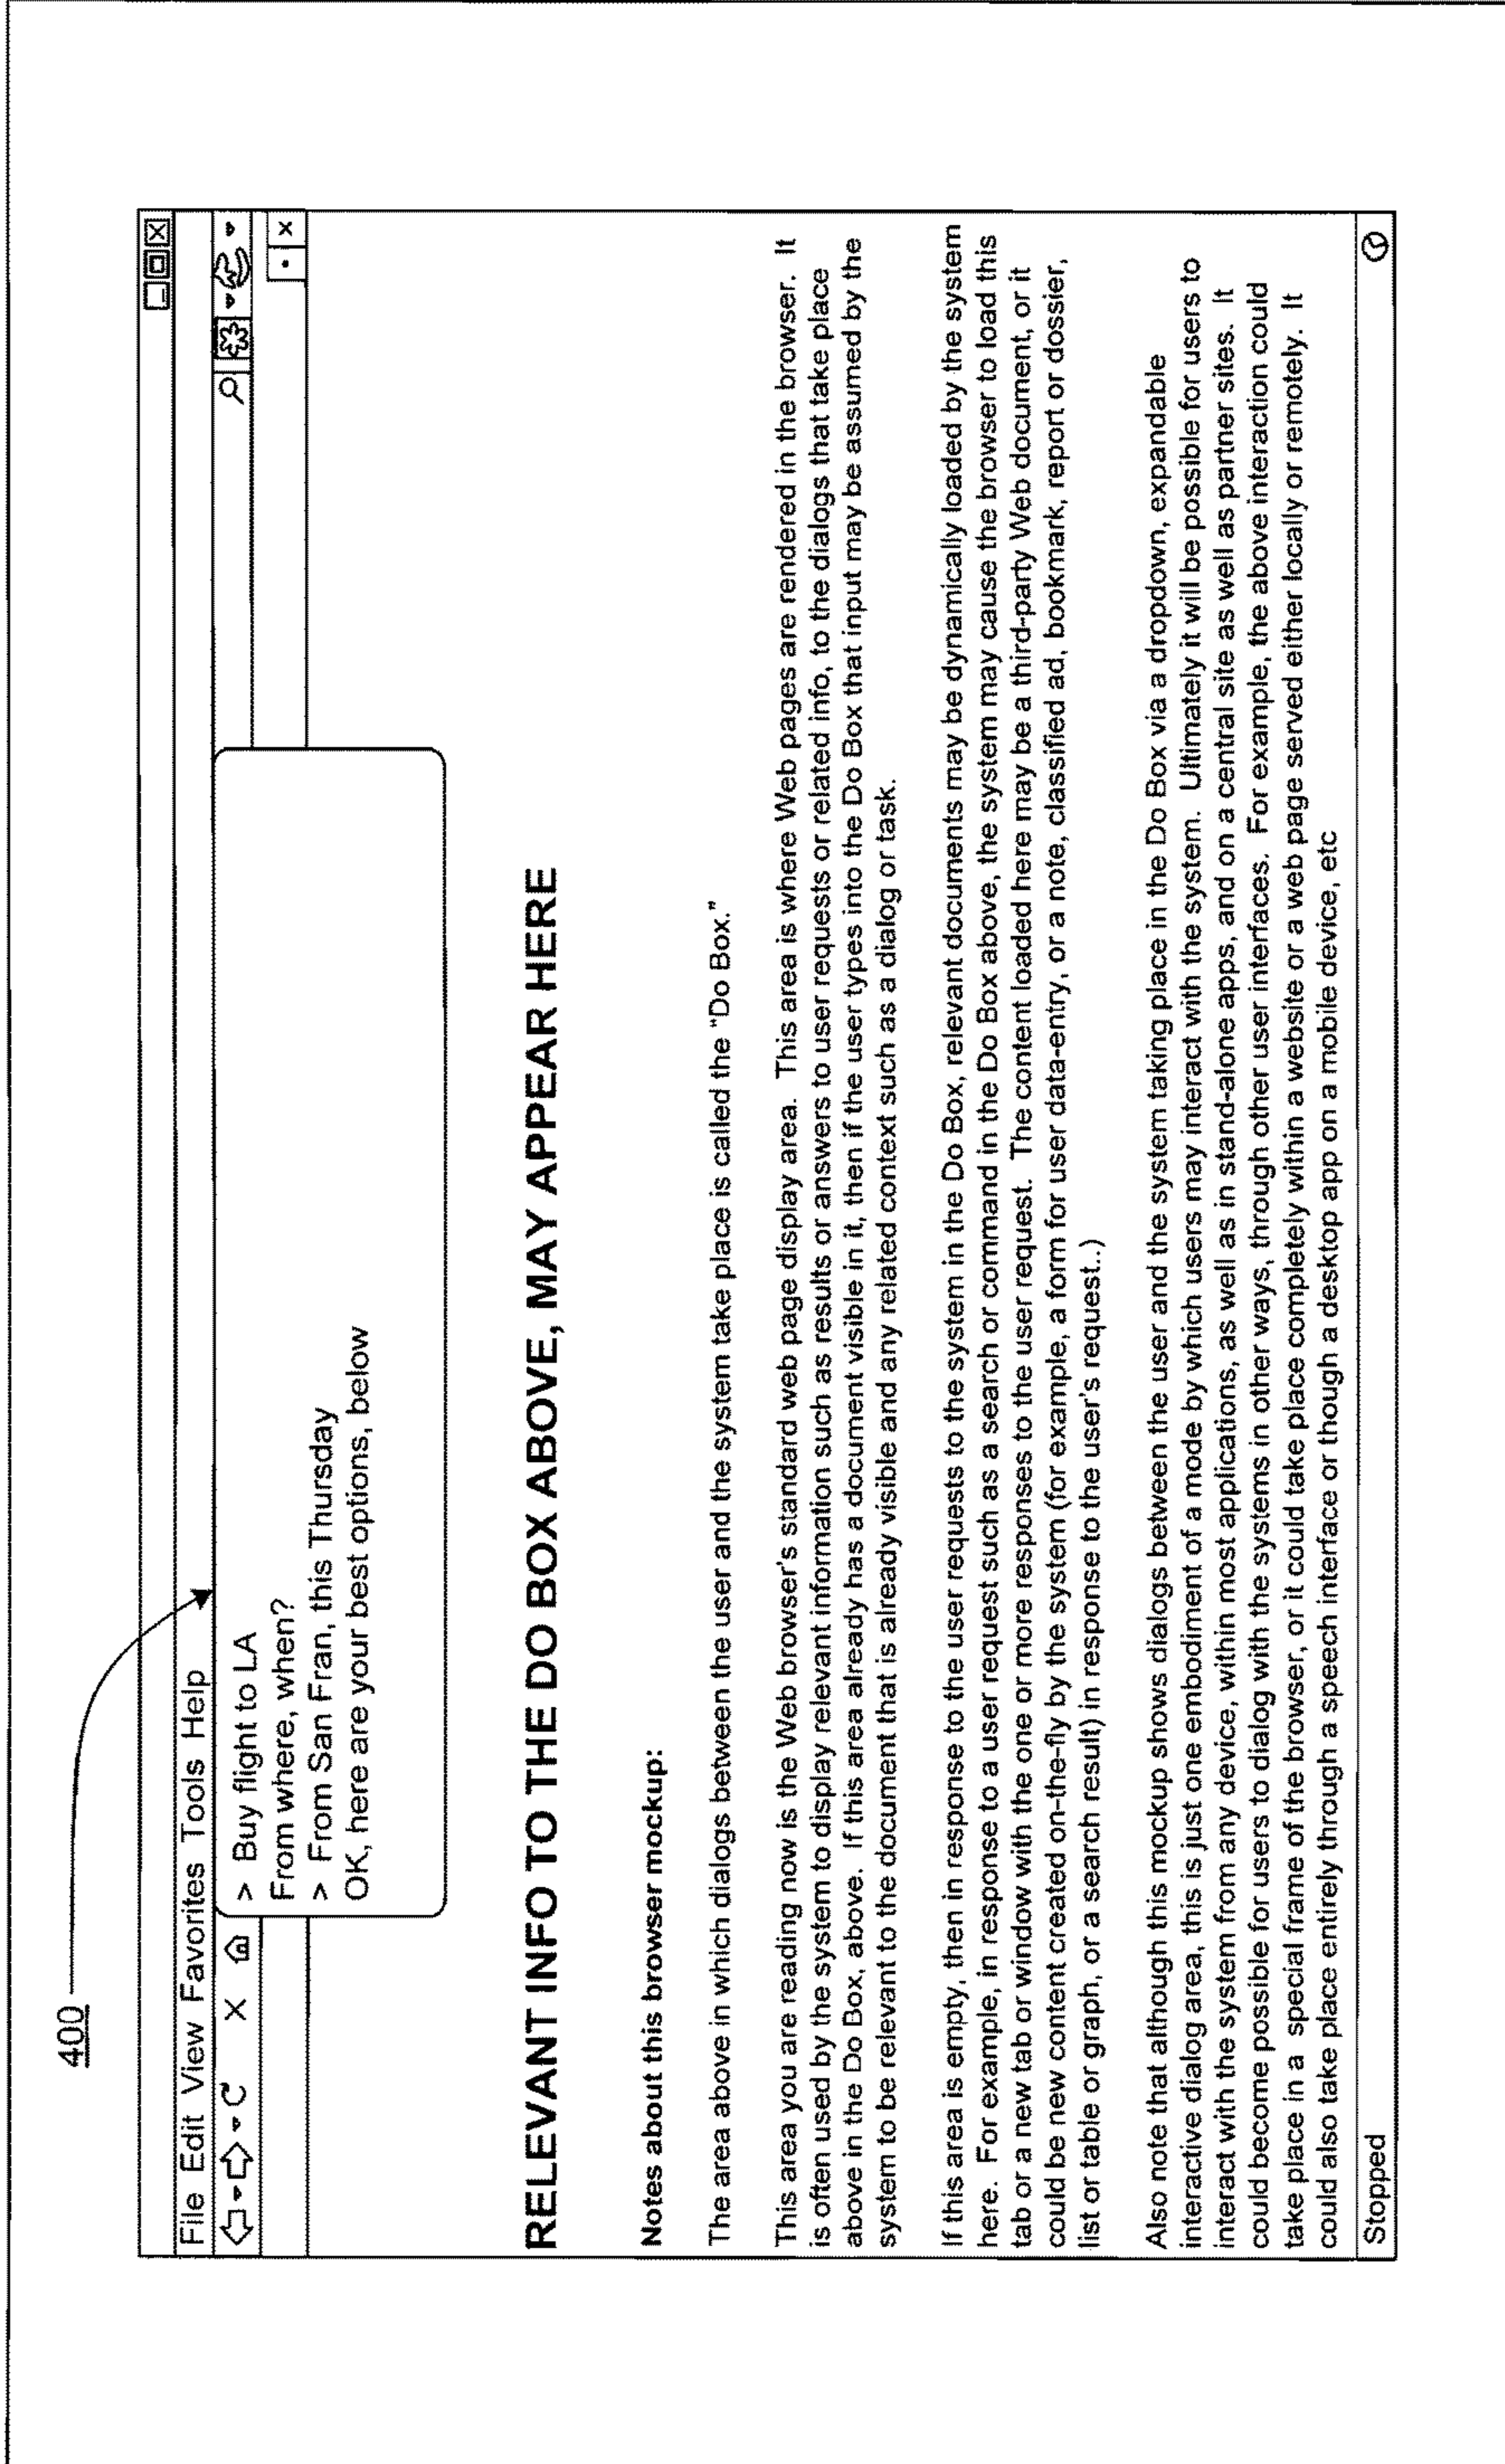 400
File Edit View Favorites Tools Help
> Buy flight to LA
From where, when?
> From San Fran, this Thursday
OK, here are your best options, below
RELEVANT INFO TO THE DO BOX ABOVE, MAY APPEAR HERE
Notes about this browser mockup:
The area above in which dialogs between the user and the system take place is called the "Do Box."
This area you are reading now is the Web browser's standard web page display area. This area is where Web pages are rendered in the browser. It
is often used by the system to display relevant information such as results or answers to user requests or related info, to the dialogs that take place
above in the Do Box, above. If this area already has a document visible in it, then if the user types into the Do Box that input may be assumed by the
system to be relevant to the document that is already visible and any related context such as a dialog or task.
If this area is empty, then in response to the user requests to the system in the Do Box, relevant documents may be dynamically loaded by the system
here. For example, in response to a user request such as a search or command in the Do Box above, the system may cause the browser to load this
tab or a new tab or window with the one or more responses to the user request. The content loaded here may be a third-party Web document, or it
could be new content created on-the-fly by the system (for example, a form for user data-entry, or a note, classified ad, bookmark, report or dossier,
list or table or graph, or a search result) in response to the user's request..)
Also note that although this mockup shows dialogs between the user and the system taking place in the Do Box via a dropdown, expandable
interactive dialog area, this is just one embodiment of a mode by which users may interact with the system. Ultimately it will be possible for users to
interact with the system from any device, within most applications, as well as in stand-alone apps, and on a central site as well as partner sites. It
could become possible for users to dialog with the systems in other ways, through other user interfaces. For example, the above interaction could
take place in a special frame of the browser, or it could take place completely within a website or a web page served either locally or remotely. It
could also take place entirely through a speech interface or though a desktop app on a mobile device, etc
Stopped